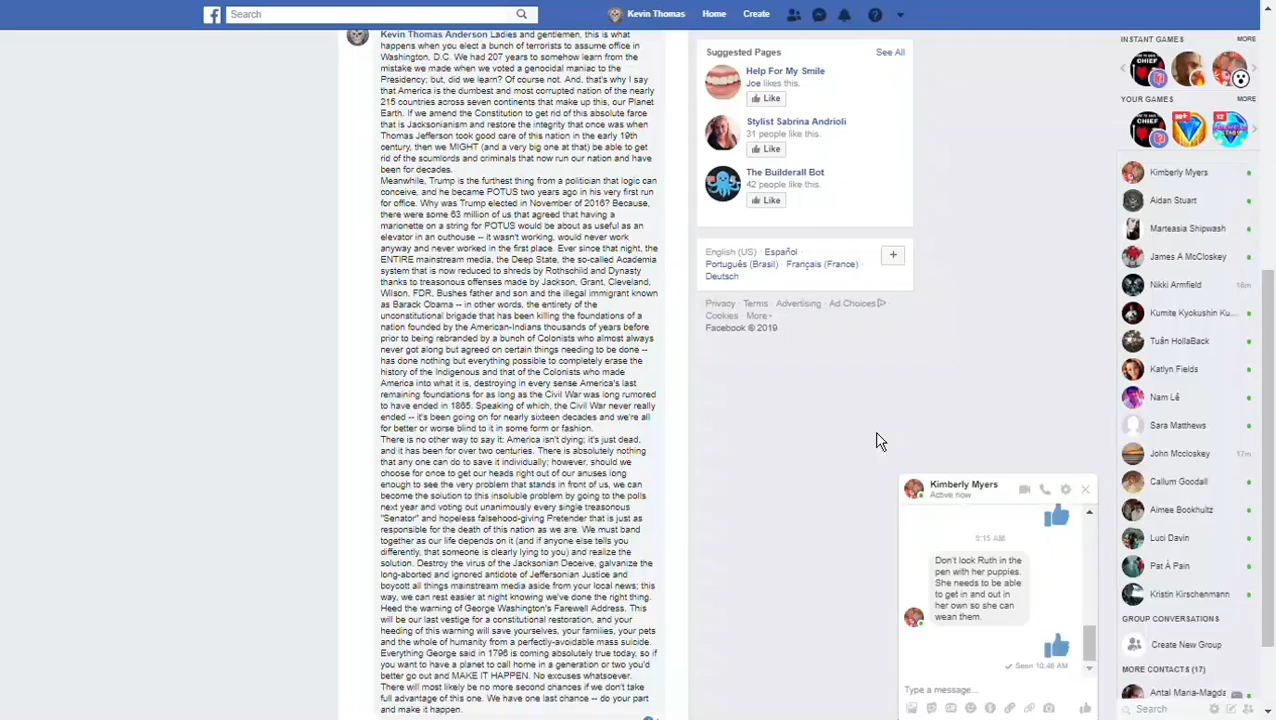 Search
Kevin Thomas
Home
Create
Kevin Thomas Anderson Ladies and gentlemen, this is what
happens when you elect a bunch of terrorists to assume office in
Washington, D.C. We had 207 years to somehow learn from the
mistake we made when we voted a genocidal maniac to the
Presidency; but, did we learn? Of course not. And, that's why I say
that America is the dumbest and most corrupted nation of the nearly
215 countries across seven continents that make up this, our Planet
Earth. If we amend the Constitution to get rid of this absolute farce
that is Jacksonianism and restore the integrity that once was when
Thomas Jefferson took good care of this nation in the early 19th
century, then we MIGHT (and a very big one at that) be able to get
rid of the scumlords and criminals that now run our nation and have
been for decades.
Meanwhile, Trump is the furthest thing from a politician that logic can
conceive, and he became POTUS two years ago in his very first run
for office. Why was Trump elected in November of 2016? Because,
there were some 63 million of us that agreed that having a
marionette on a string for POTUS would be about as useful as an
elevator in an outhouse -- it wasn't working, would never work
anyway and never worked in the first place. Ever since that night, the
ENTIRE mainstream media, the Deep State, the so-called Academia
system that is now reduced to shreds by Rothschild and Dynasty
thanks to treasonous offenses made by Jackson, Grant, Cleveland,
Wilson, FDR, Bushes father and son and the illegal immigrant known
as Barack Obama -- in other words, the entirety of the
unconstitutional brigade that has been killing the foundations of a
nation founded by the American-Indians thousands of years before
prior to being rebranded by a bunch of Colonists who almost always
never got along but agreed on certain things needing to be done --
has done nothing but everything possible to completely erase the
history of the Indigenous and that of the Colonists who made
America into what it is, destroying in every sense America's last
remaining foundations for as long as the Civil War was long rumored
to have ended in 1865. Speaking of which, the Civil War never really
ended -- it's been going on for nearly sixteen decades and we're all
for better or worse blind to it in some form or fashion.
There is no other way to say it: America isn't dying; it's just dead,
and it has been for over two centuries. There is absolutely nothing
that any one can do to save it individually; however, should we
choose for once to get our heads right out of our anuses long
enough to see the very problem that stands in front of us, we can
become the solution to this insoluble problem by going to the polls
next year and voting out unanimously every single treasonous
"Senator" and hopeless falsehood-giving Pretender that is just as
responsible for the death of this nation as we are. We must band
together as our life depends on it (and if anyone else tells you
differently, that someone is clearly lying to you) and realize the
solution. Destroy the virus of the Jacksonian Deceive, galvanize the
long-aborted and ignored antidote of Jeffersonian Justice and
boycott all things mainstream media aside from your local news; this
way, we can rest easier at night knowing we've done the right thing.
Heed the warning of George Washington's Farewell Address. This
will be our last vestige for a constitutional restoration, and your
heeding of this warning will save yourselves, your families, your pets
and the whole of humanity from a perfectly-avoidable mass suicide.
Everything George said in 1796 is coming absolutely true today, so if
you want to have a planet to call home in a generation or two you'd
better go out and MAKE IT HAPPEN. No excuses whatsoever.
There will most likely be no more second chances if we don't take
full advantage of this one. We have one last chance -- do your part
and make it happen.
Suggested Pages
See All
Help For My Smile
Joe likes this.
Like
Stylist Sabrina Andrioli
31 people like this.
Like
The Builderall Bot
42 people like this.
Like
English (US) · Español ·
Português (Brasil) · Français (France) ·
Deutsch
Privacy · Terms · Advertising · Ad Choices
Cookies · More
Facebook © 2019
Kimberly Myers
Active now
9:15 AM
Don't look Ruth in the
pen with her puppies.
She needs to be able
to get in and out in
her own so she can
wean them.
Seen 10:46 AM
Type a message...
INSTANT GAMES
MORE
YOUR GAMES
MORE
Kimberly Myers
Aidan Stuart
Marteasia Shipwash
James A McCloskey
Nikki Armfield 16m
Kumite Kyokushin Ku...
Tuấn HollaBack
Katlyn Fields
Nam Lê
Sara Matthews
John Mccloskey 17m
Callum Goodall
Aimee Bookhultz
Luci Davin
Pat À Pain
Kristin Kirschenmann
GROUP CONVERSATIONS
Create New Group
MORE CONTACTS (17)
Antal Maria-Magda
Search